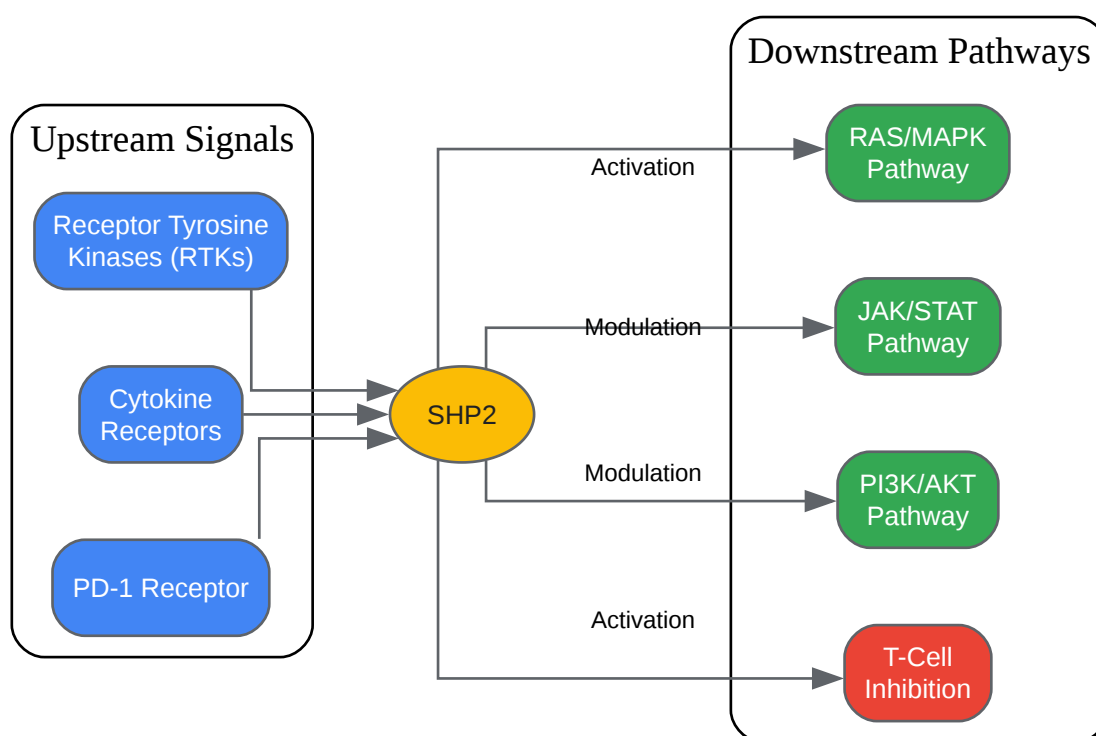 Upstream Signals
Receptor Tyrosine
Kinases (RTKs)
Cytokine
Receptors
PD-1 Receptor
SHP2
Activation
Modulation
Modulation
Activation
Downstream Pathways
RAS/MAPK
Pathway
JAK/STAT
Pathway
PI3K/AKT
Pathway
T-Cell
Inhibition